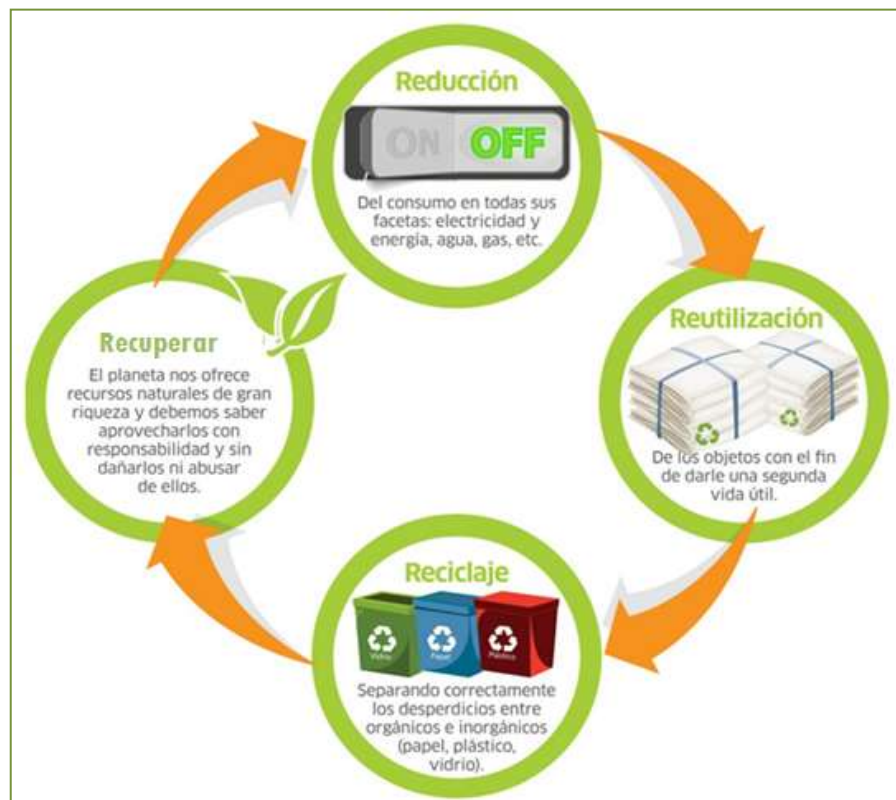 Reducción
ON
OFF
Del consumo en todas sus
facetas: electricidad y
energía, agua, gas, etc.
Reutilización
De los objetos con el fin
de darle una segunda
vida útil.
Reciclaje
Vidrio
Papel
Plástico
Separando correctamente
los desperdicios entre
orgánicos e inorgánicos
(papel, plástico,
vidrio).
Recuperar
El planeta nos ofrece
recursos naturales de gran
riqueza y debemos saber
aprovecharlos con
responsabilidad y sin
dañarlos ni abusar
de ellos.